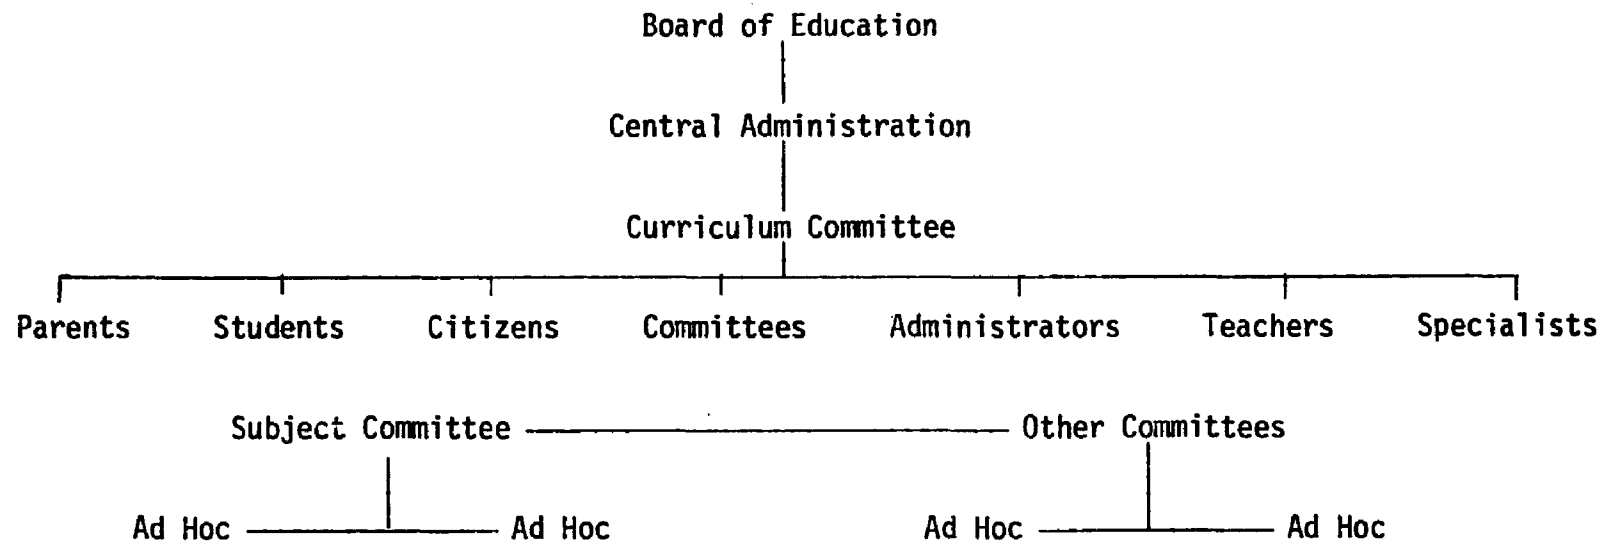 Board of Education
Central Administration
Curriculum Committee
Parents Students Citizens Committees Administrators Teachers Specialists
Subject Committee Other Committees
Ad Hoc Ad Hoc Ad Hoc Ad Hoc